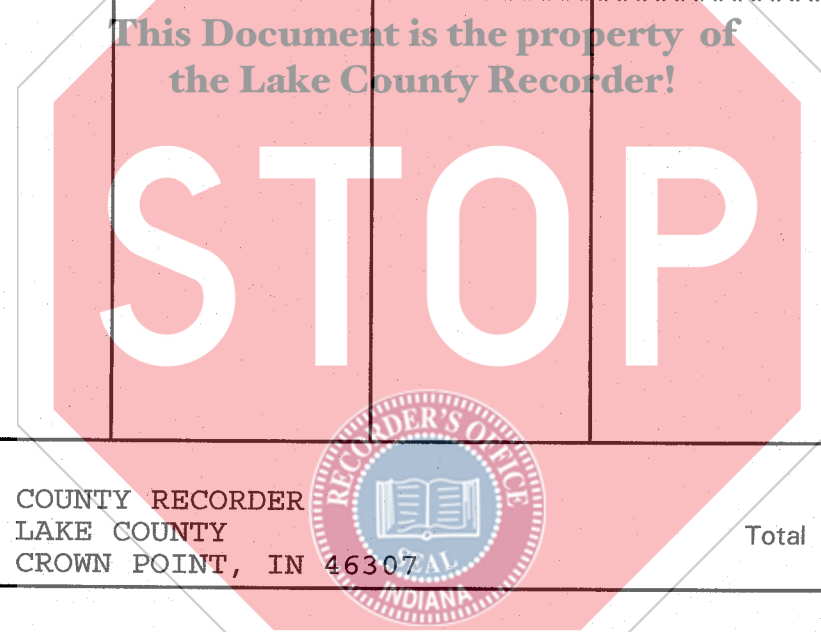 This Document is the property of
the Lake County Recorder!
STOP
RECORDER'S OFFICE
SEAL
INDIANA
COUNTY RECORDER
LAKE COUNTY
CROWN POINT, IN 46307
Total